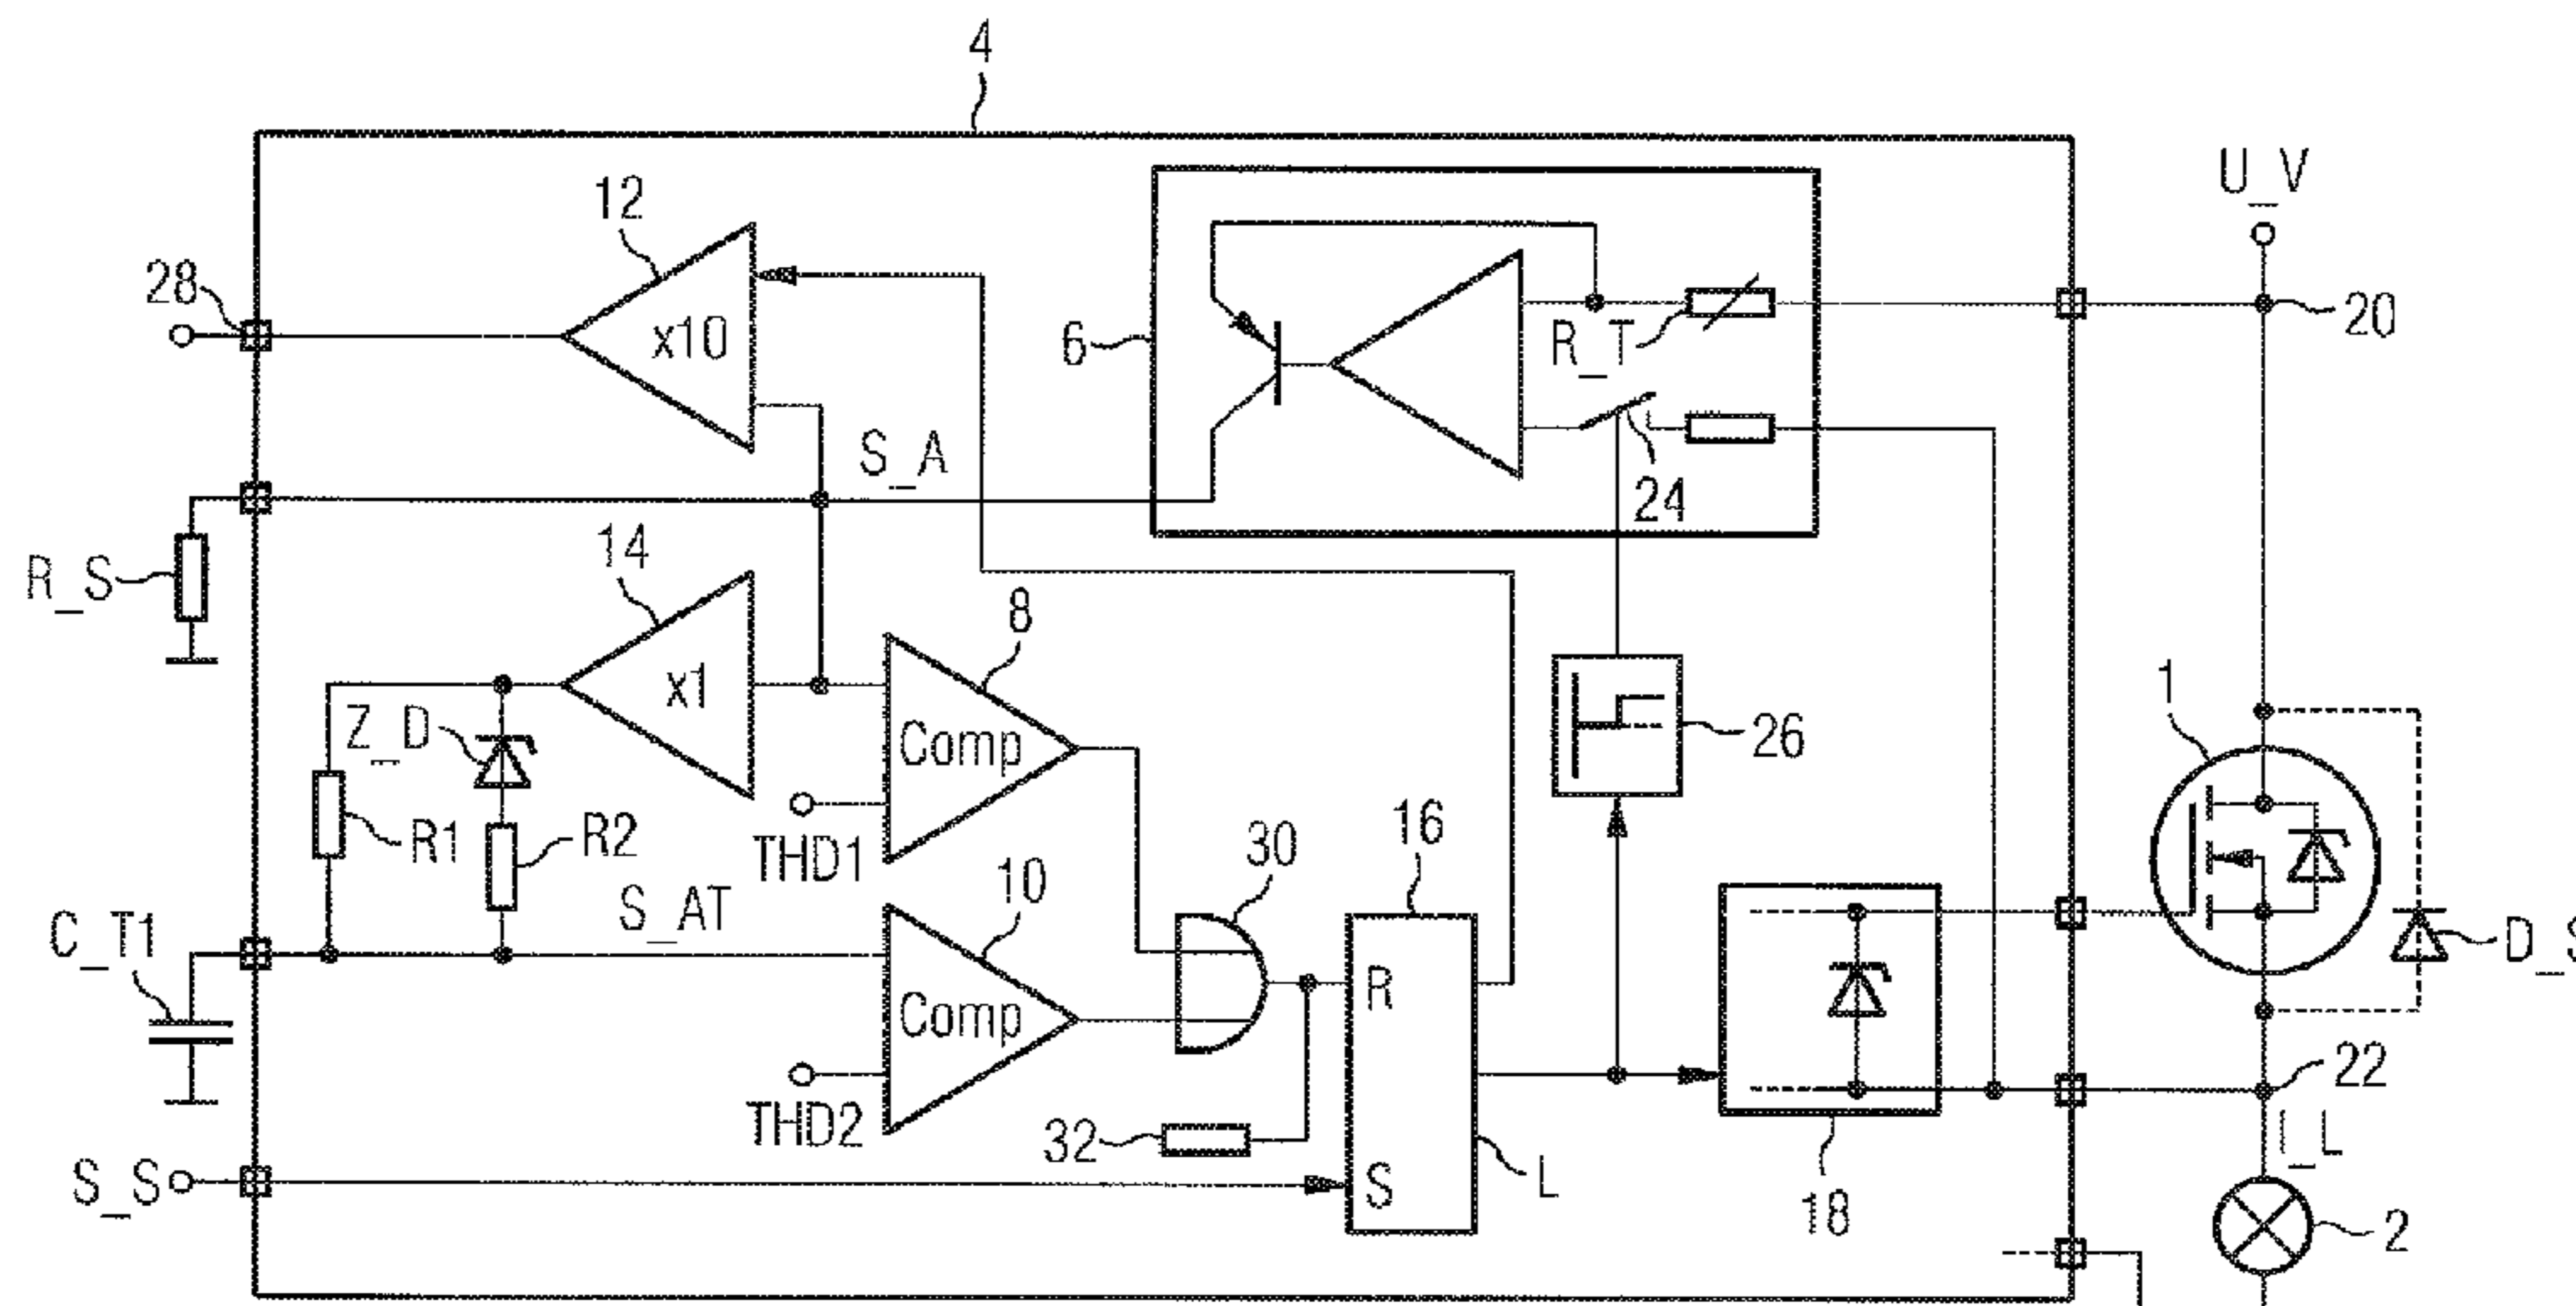 4
U_V
12
28
x10
6
R_T
20
S_A
24
R_S
14
8
x1
1
Z_D
Comp
26
R1
R2
THD1
16
30
C_T1
S_AT
10
D_S
R
Comp
22
THD2
I_L
32
S_S
S
L
18
2